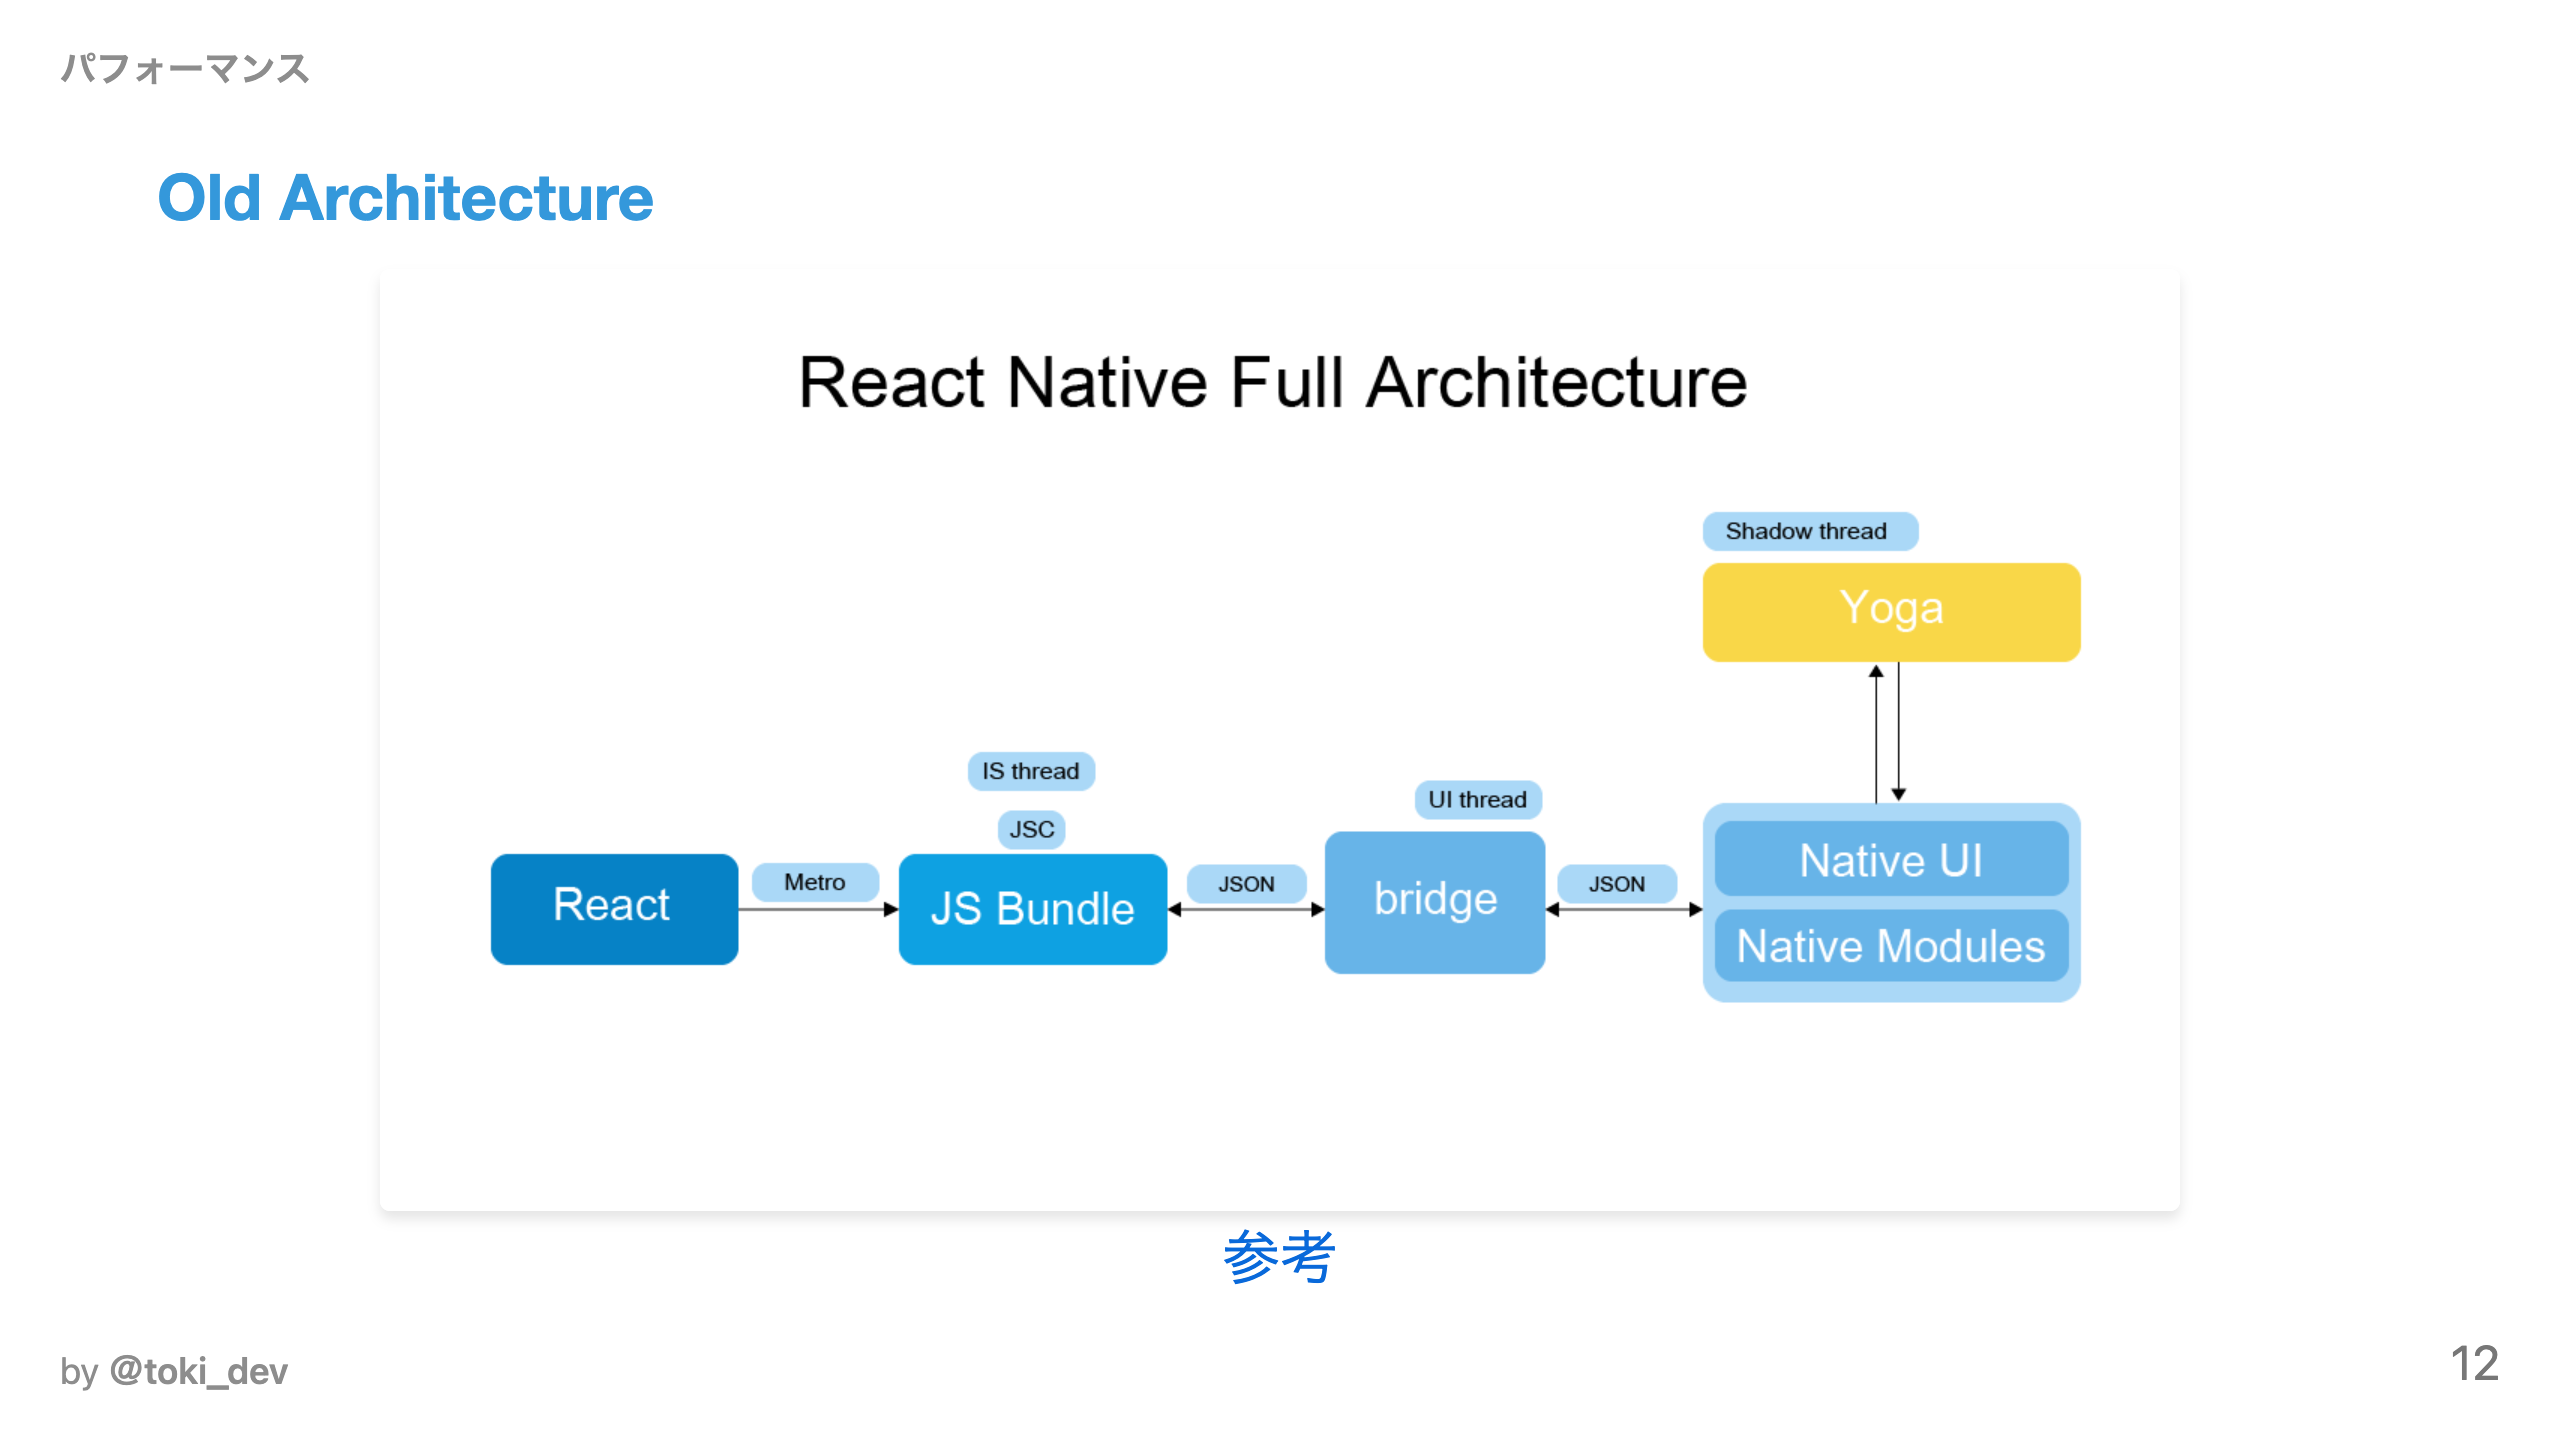 パフォーマンス
Old Architecture
React Native Full Architecture
Shadow thread
Yoga
IS thread
JSC
UI thread
React
Metro
JS Bundle
JSON
bridge
JSON
Native UI
Native Modules
参考
by @toki_dev
12